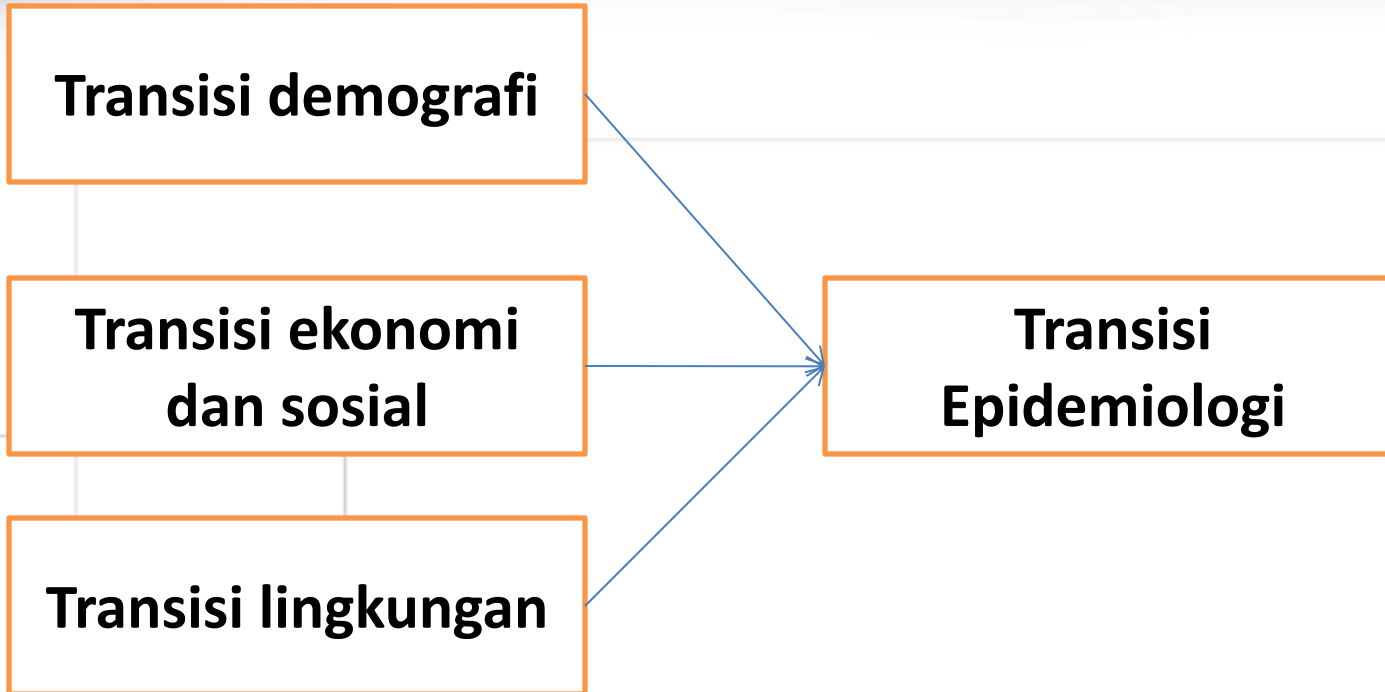 Transisi demografi
Transisi ekonomi
dan sosial
Transisi
Epidemiologi
Transisi lingkungan